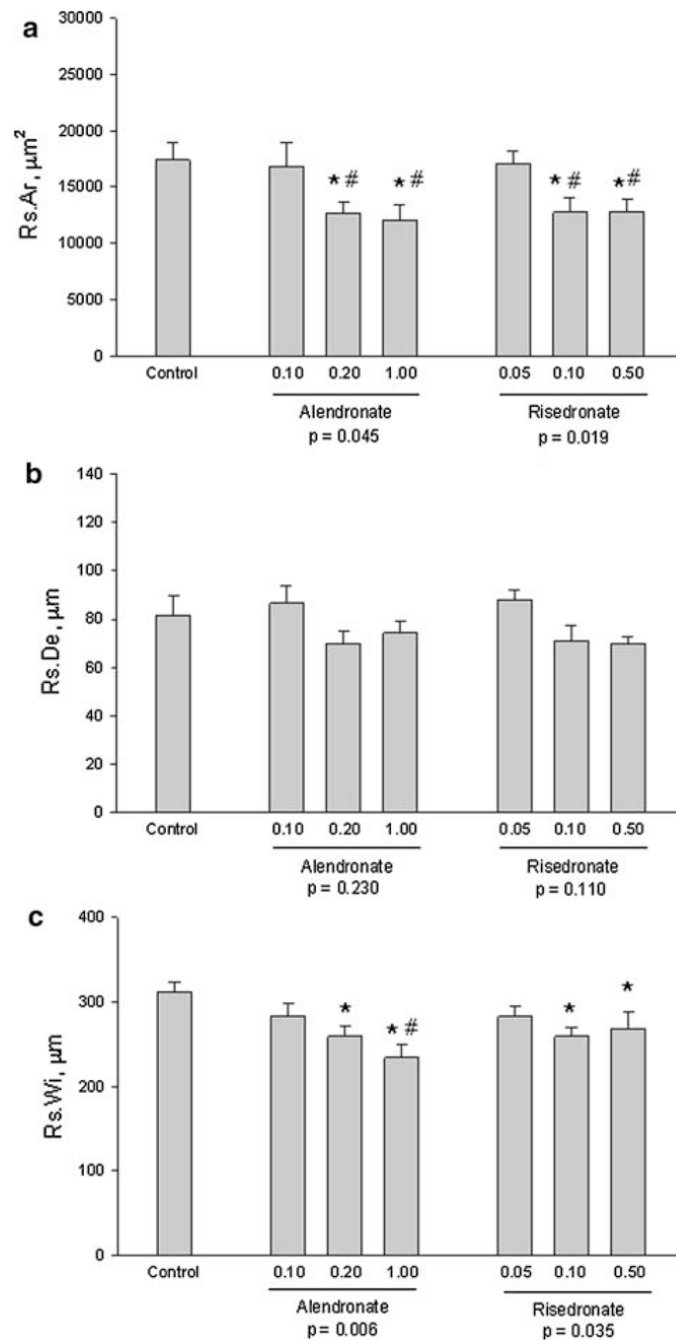 a
30000
25000
20000
15000
10000
5000
0
Rs.Ar, μm²
* # * # * # *#
Control 0.10 0.20 1.00 0.05 0.10 0.50
Alendronate Risedronate
p = 0.045 p = 0.019
b
140
120
100
80
60
40
20
0
Rs.De, μm
Control 0.10 0.20 1.00 0.05 0.10 0.50
Alendronate Risedronate
p = 0.230 p = 0.110
c
400
300
200
100
0
Rs.Wi, μm
* * # * *
Control 0.10 0.20 1.00 0.05 0.10 0.50
Alendronate Risedronate
p = 0.006 p = 0.035